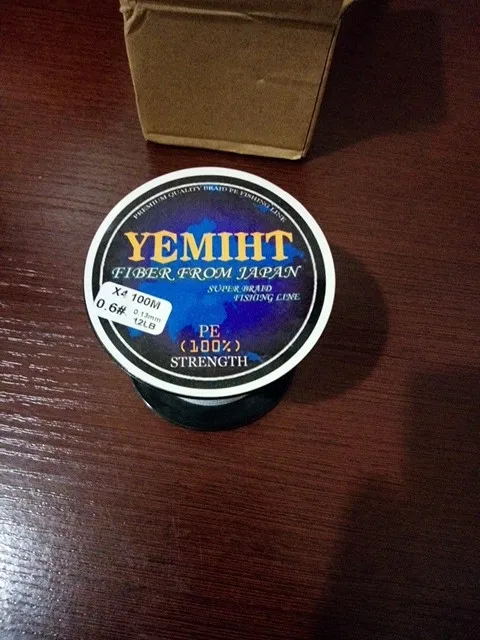 PREMIUM QUALITY BRAID PE FISHING LINE
YEMIHT
FIBER FROM JAPAN
SUPER BRAID
FISHING LINE
X4 100M
0.6# 0.13mm
12LB
PE
(100%)
STRENGTH